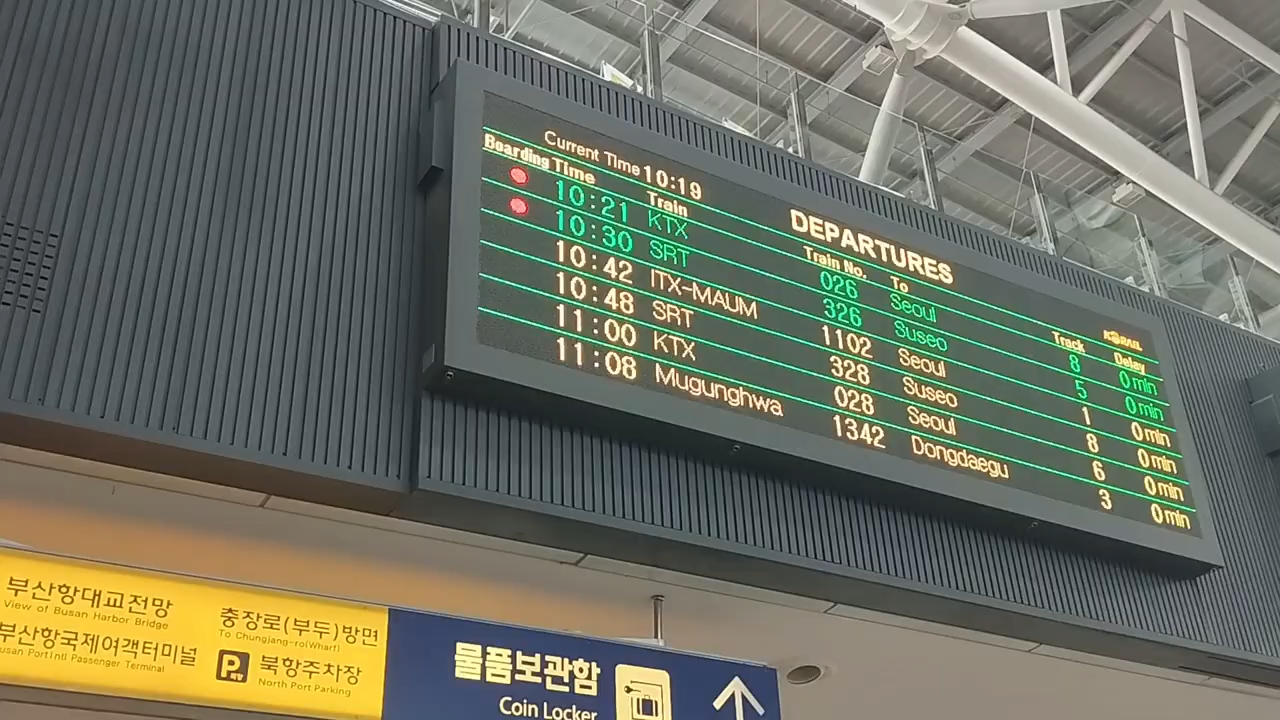 Current Time 10:19
DEPARTURES
KORAIL
Boarding Time Train Train No. To Track Delay
10:21 KTX 026 Seoul 8 0 min
10:30 SRT 326 Suseo 5 0 min
10:42 ITX-MAUM 1102 Seoul 1 0 min
10:48 SRT 328 Suseo 8 0 min
11:00 KTX 028 Seoul 6 0 min
11:08 Mugunghwa 1342 Dongdaegu 3 0 min
부산항대교전망
View of Busan Harbor Bridge
부산항국제여객터미널
Busan Port Intl Passenger Terminal
충장로(부두)방면
To Chungjang-ro(Wharf)
P
북항주차장
North Port Parking
물품보관함
Coin Locker